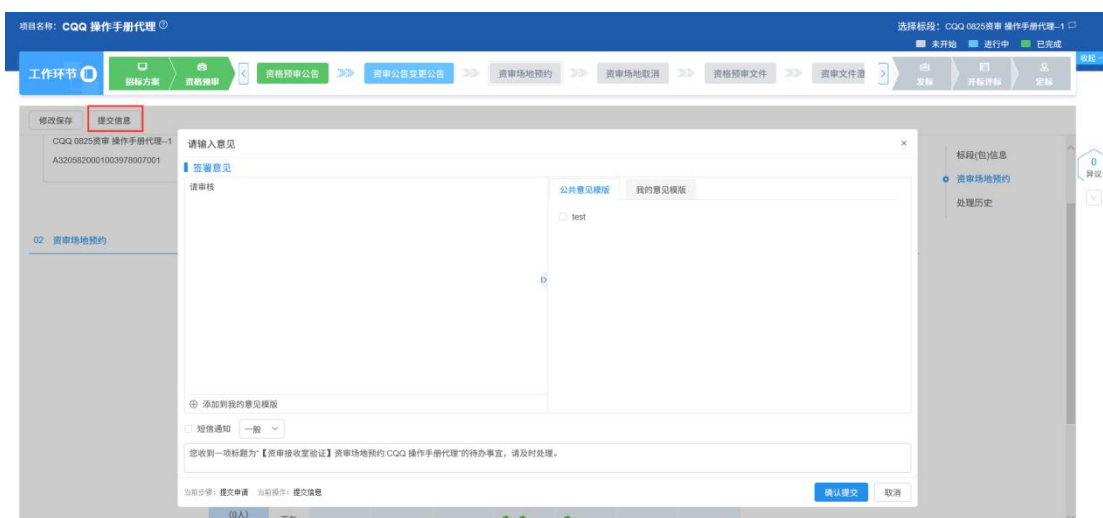 项目名称：CQQ 操作手册代理
选择标段：CQQ 0825资审 操作手册代理--1
未开始 进行中 已完成
收起
工作环节
招标方案
资格预审
资格预审公告
资审公告变更公告
资审场地预约
资审场地取消
资格预审文件
资审文件澄
发标
开标评标
定标
修改保存 提交信息
CQQ 0825资审 操作手册代理--1
A3205820001003978007001
02 资审场地预约
请输入意见
签署意见
请审核
公共意见模版 我的意见模版
test
添加到我的意见模版
短信通知 一般
您收到一项标题为“【资审接收室验证】资审场地预约:CQQ 操作手册代理”的待办事宜，请及时处理。
当前步骤：提交申请 当前操作：提交信息
确认提交 取消
标段(包)信息
资审场地预约
处理历史
0
异议
(0人)